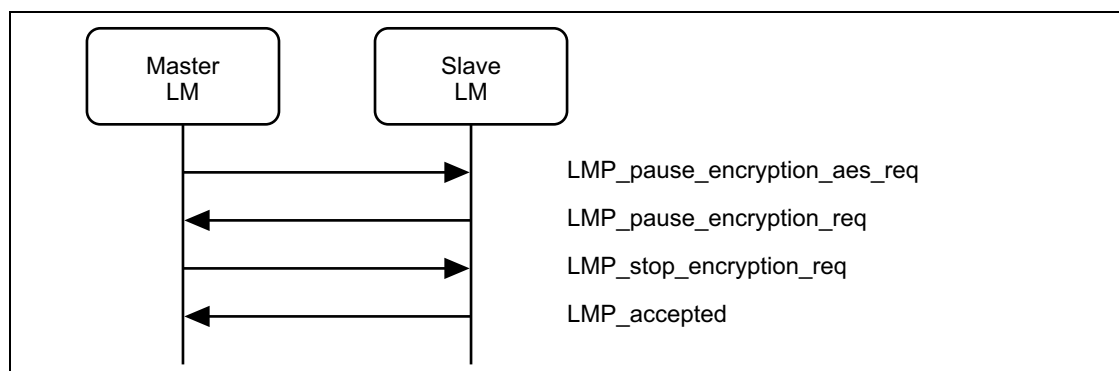 Master
LM
Slave
LM
LMP_pause_encryption_aes_req
LMP_pause_encryption_req
LMP_stop_encryption_req
LMP_accepted